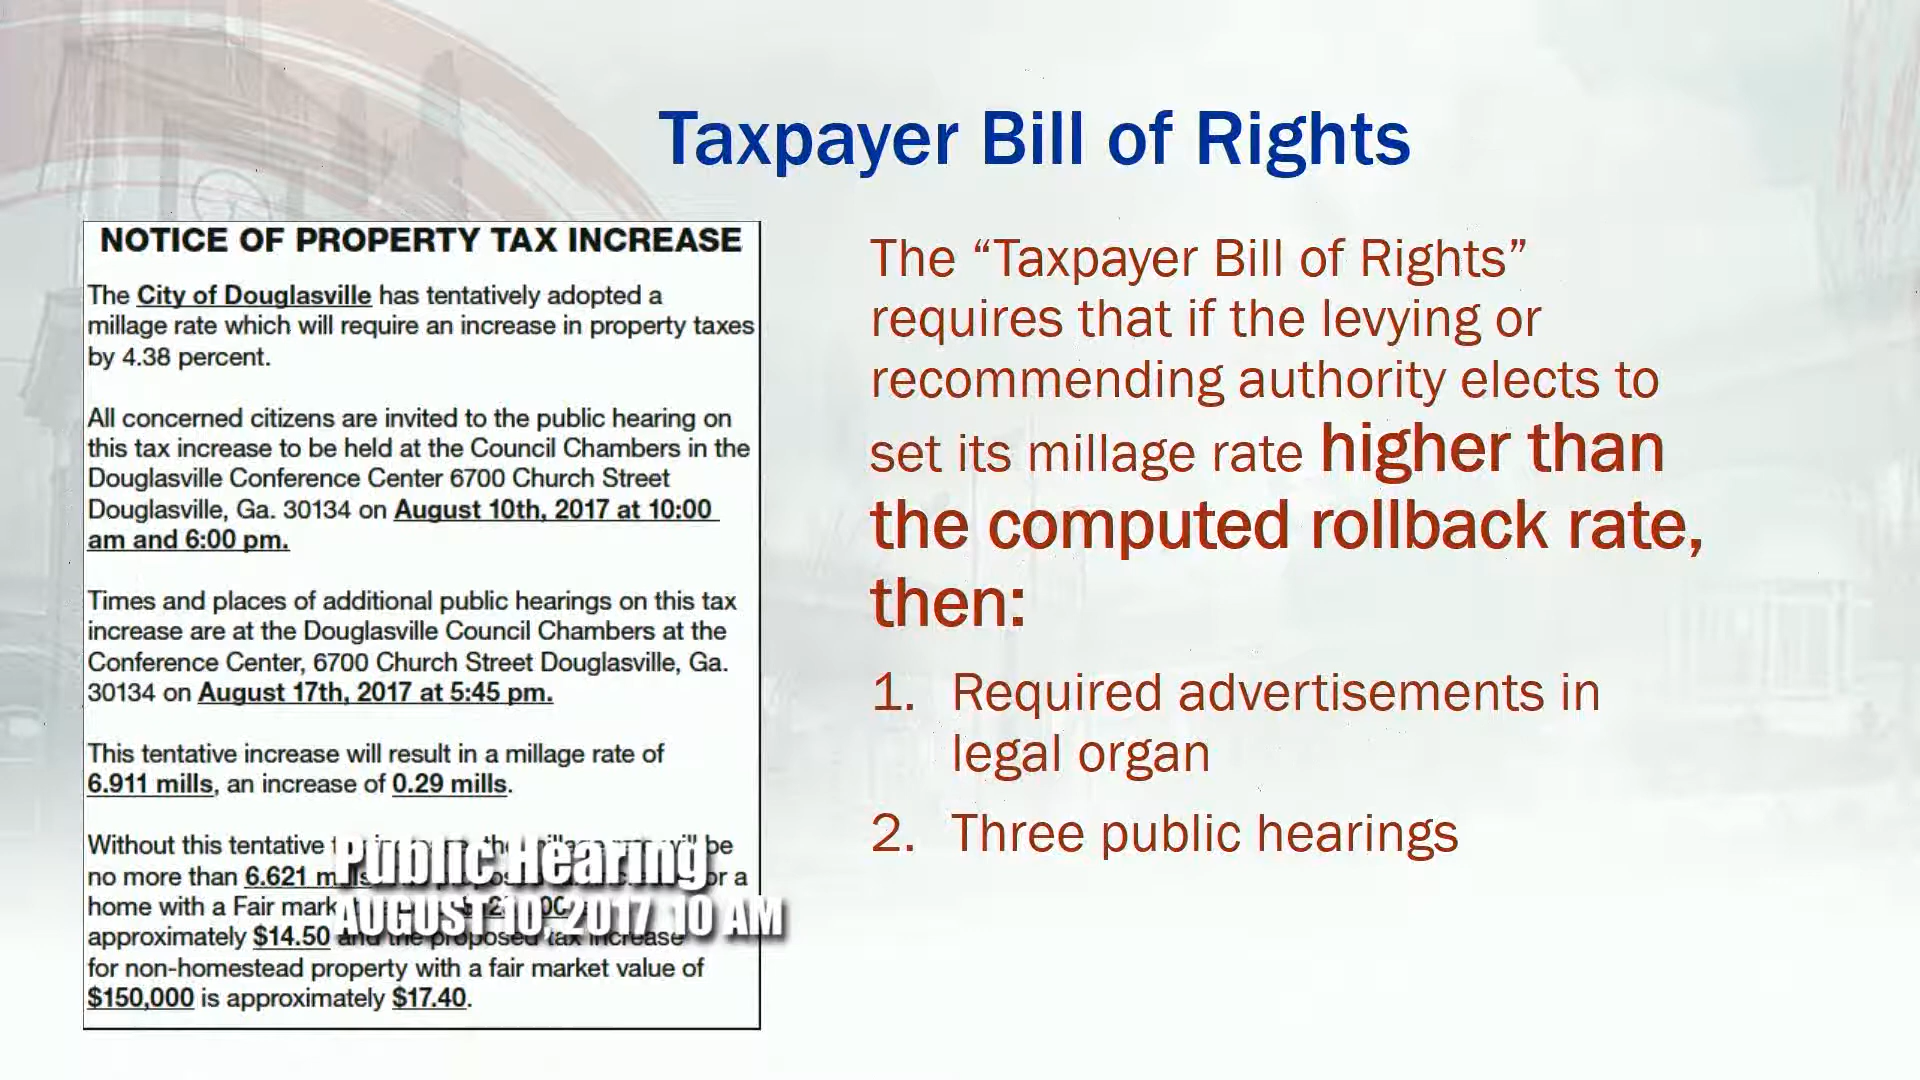 Taxpayer Bill of Rights
NOTICE OF PROPERTY TAX INCREASE
The City of Douglasville has tentatively adopted a
millage rate which will require an increase in property taxes
by 4.38 percent.
All concerned citizens are invited to the public hearing on
this tax increase to be held at the Council Chambers in the
Douglasville Conference Center 6700 Church Street
Douglasville, Ga. 30134 on August 10th, 2017 at 10:00
am and 6:00 pm.
Times and places of additional public hearings on this tax
increase are at the Douglasville Council Chambers at the
Conference Center, 6700 Church Street Douglasville, Ga.
30134 on August 17th, 2017 at 5:45 pm.
This tentative increase will result in a millage rate of
6.911 mills, an increase of 0.29 mills.
Without this tentative be
no more than 6.621 mills or a
home with a Fair
approximately $14.50 and the proposed tax increase
for non-homestead property with a fair market value of
$150,000 is approximately $17.40.
Public Hearing
AUGUST 10, 2017, 10 AM
The “Taxpayer Bill of Rights”
requires that if the levying or
recommending authority elects to
set its millage rate higher than
the computed rollback rate,
then:
1. Required advertisements in
legal organ
2. Three public hearings